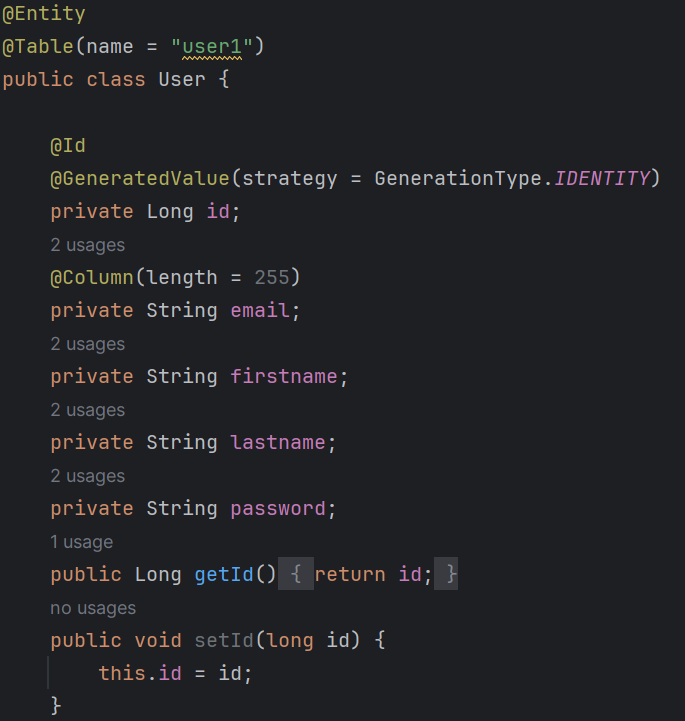 @Entity
@Table(name = "user1")
public class User {
@Id
@GeneratedValue(strategy = GenerationType.IDENTITY)
private Long id;
2 usages
@Column(length = 255)
private String email;
2 usages
private String firstname;
2 usages
private String lastname;
2 usages
private String password;
1 usage
public Long getId() { return id; }
no usages
public void setId(long id) {
this.id = id;
}